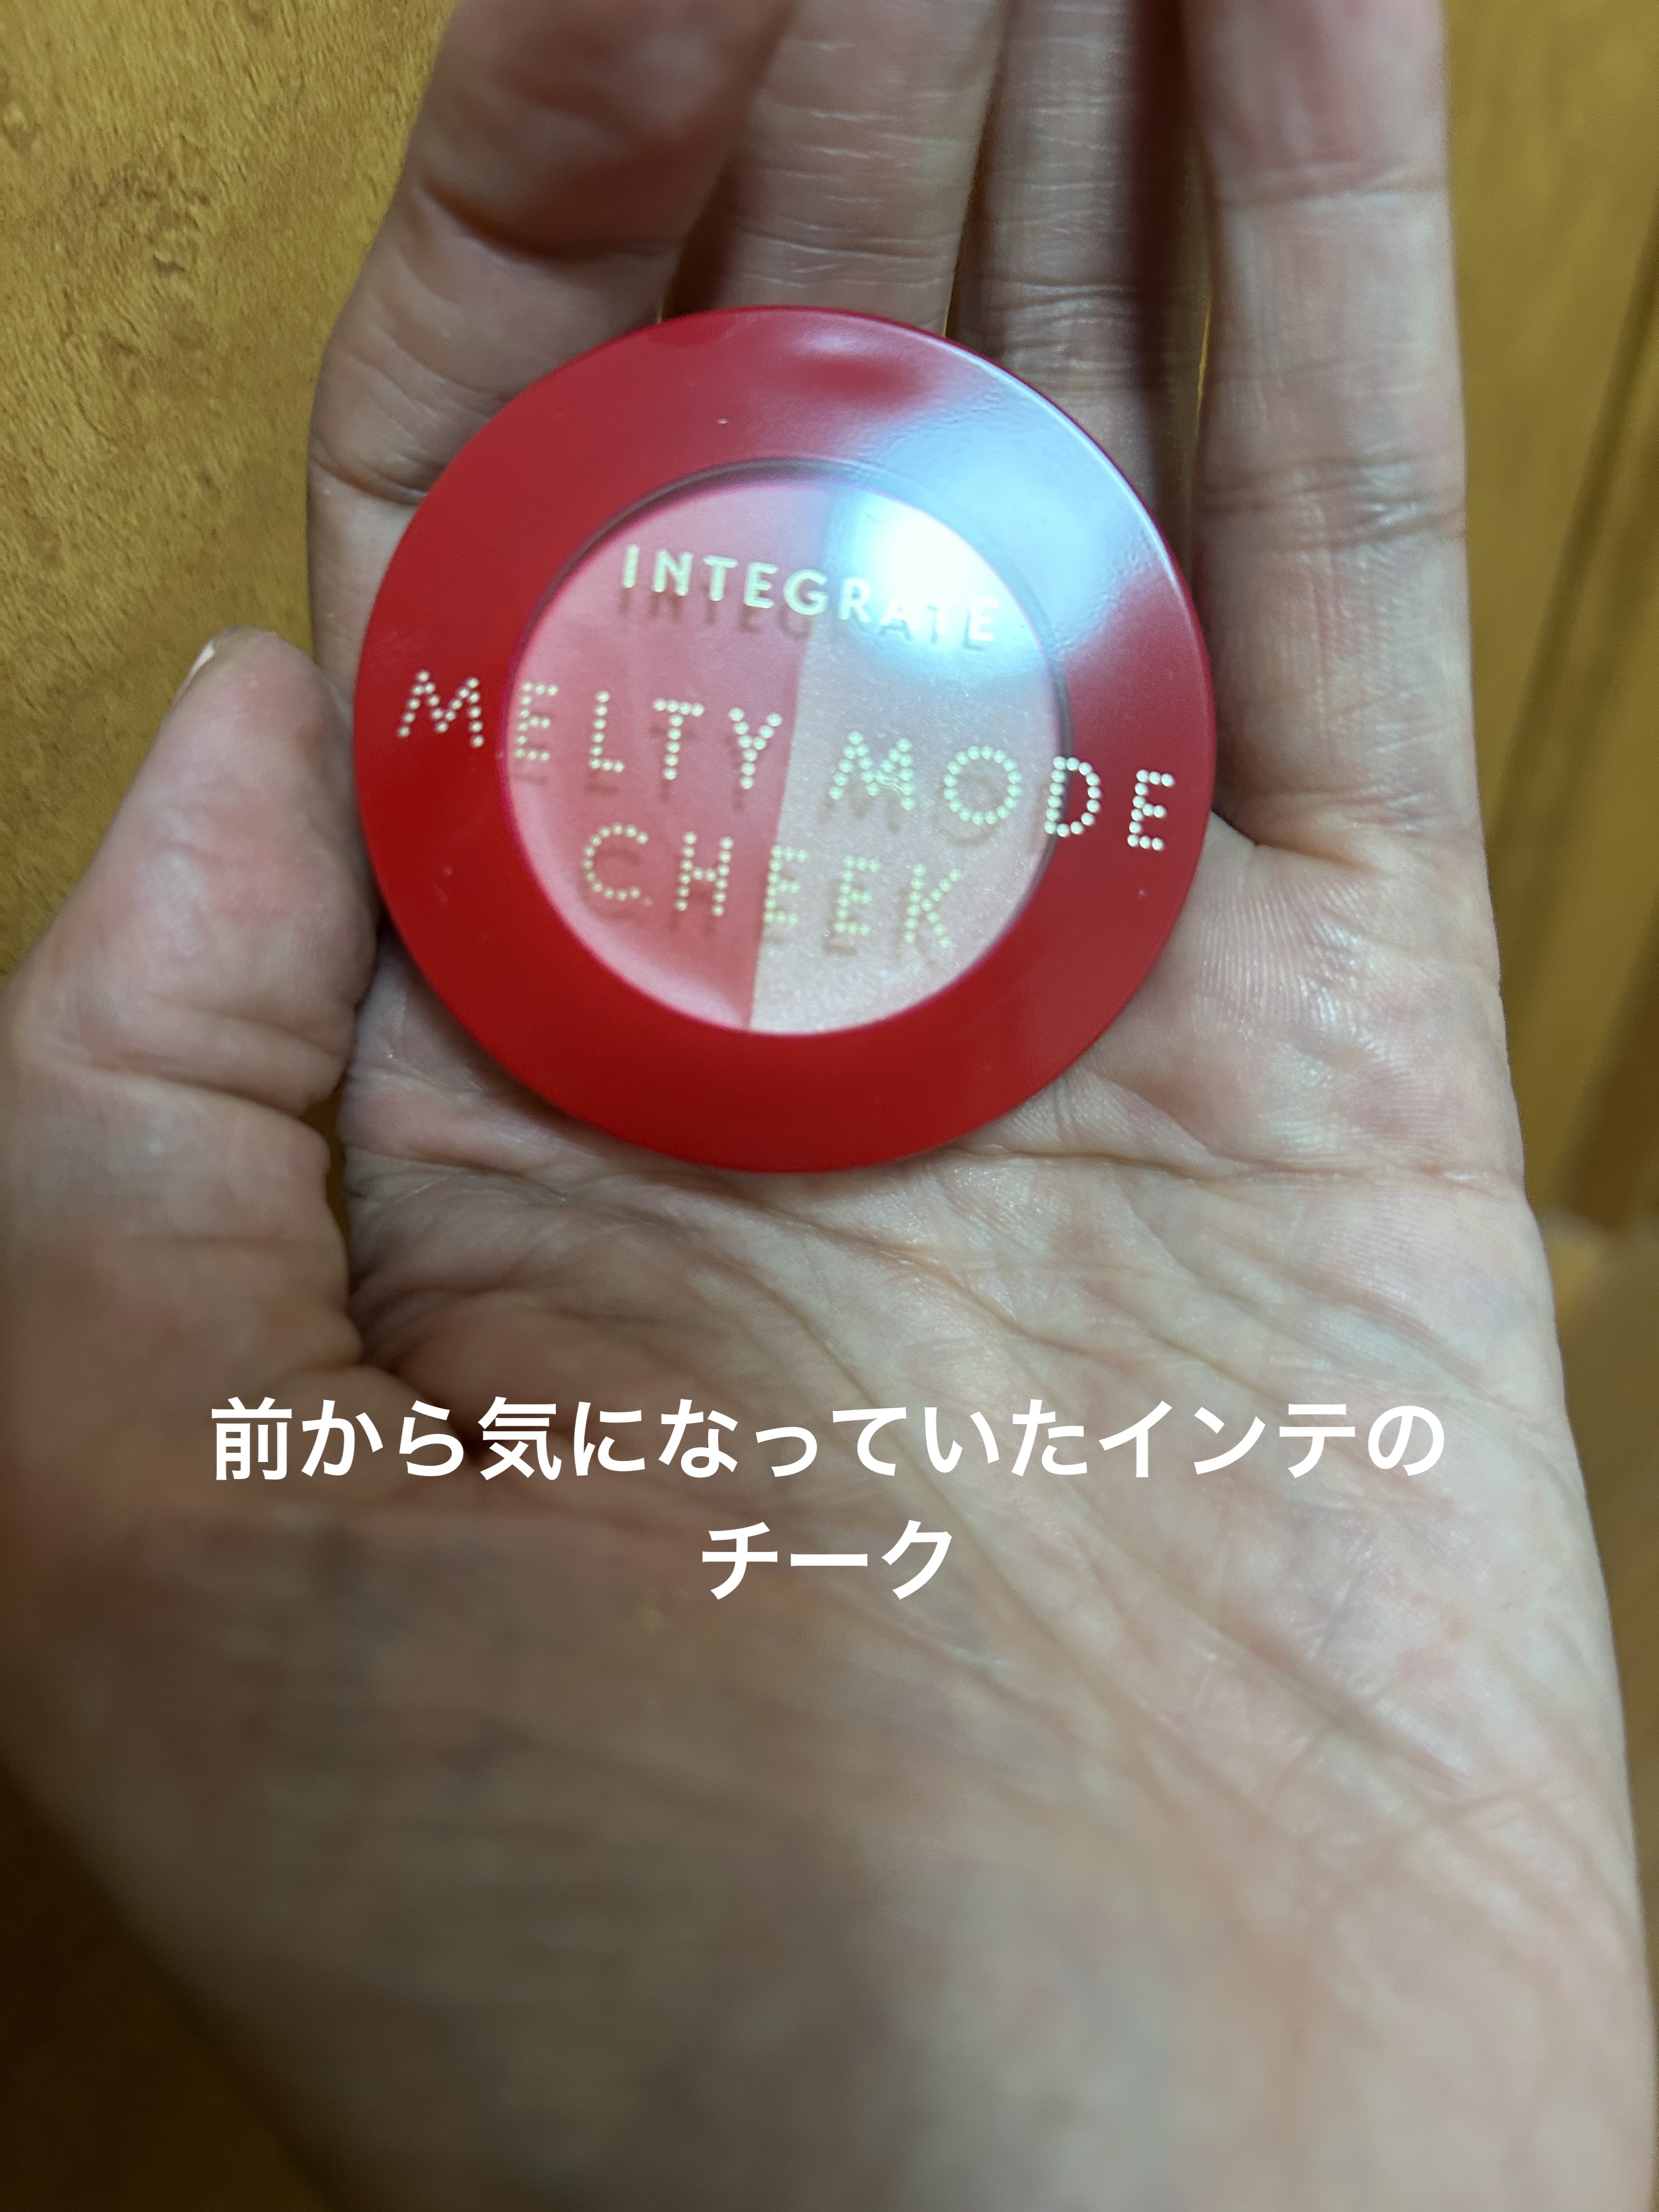 INTEGRATE
MELTY MODE
CHEEK
前から気になっていたインテの
チーク